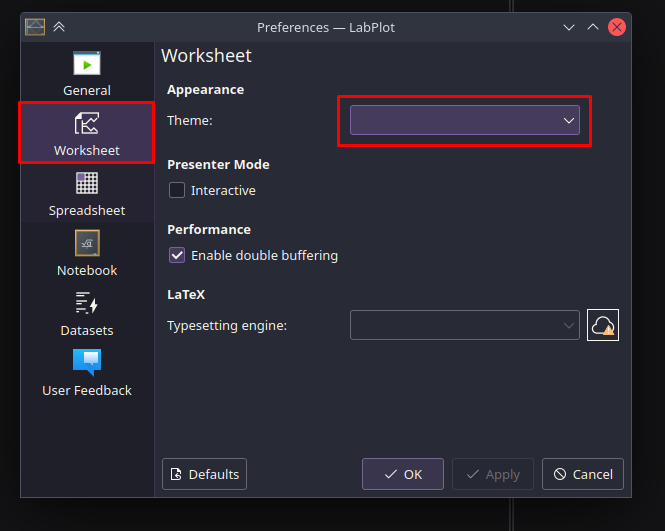 Preferences — LabPlot
General
Worksheet
Spreadsheet
Notebook
Datasets
User Feedback
Worksheet
Appearance
Theme:
Presenter Mode
Interactive
Performance
Enable double buffering
LaTeX
Typesetting engine:
Defaults
OK
Apply
Cancel